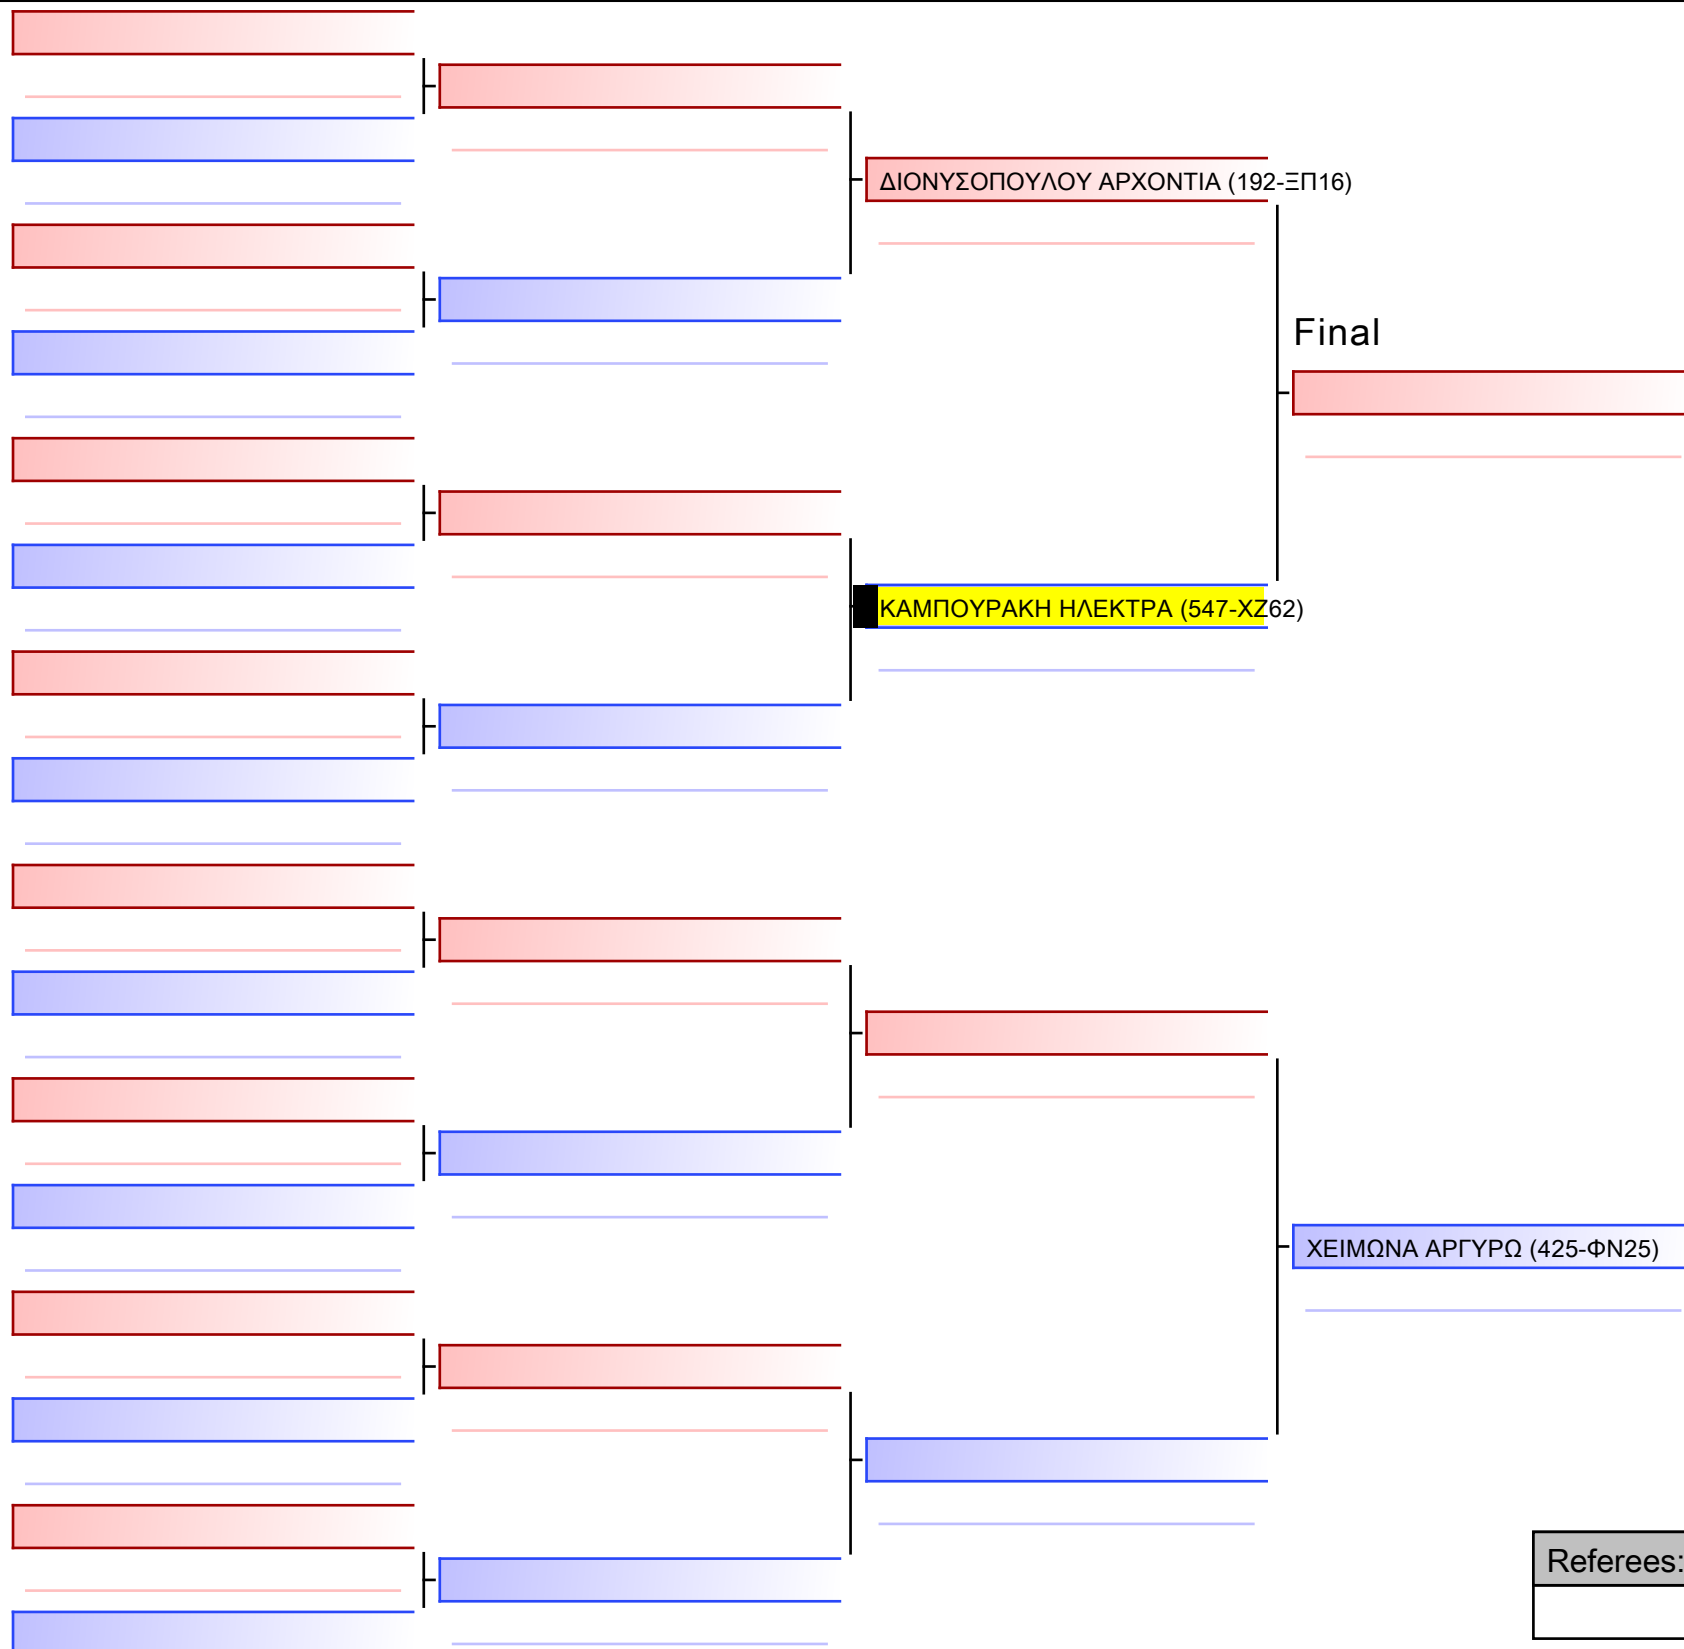 ΔΙΟΝΥΣΟΠΟΥΛΟΥ ΑΡΧΟΝΤΙΑ (192-ΞΠ16)
Final
ΚΑΜΠΟΥΡΑΚΗ ΗΛΕΚΤΡΑ (547-ΧΖ62)
ΧΕΙΜΩΝΑ ΑΡΓΥΡΩ (425-ΦΝ25)
Referees: